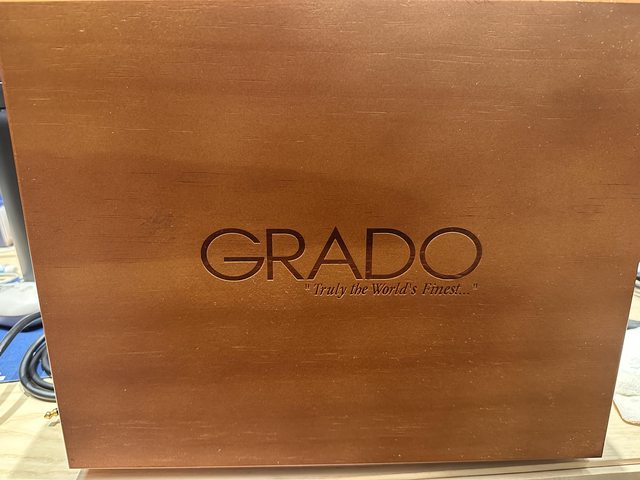 GRADO
"Truly the World's Finest..."